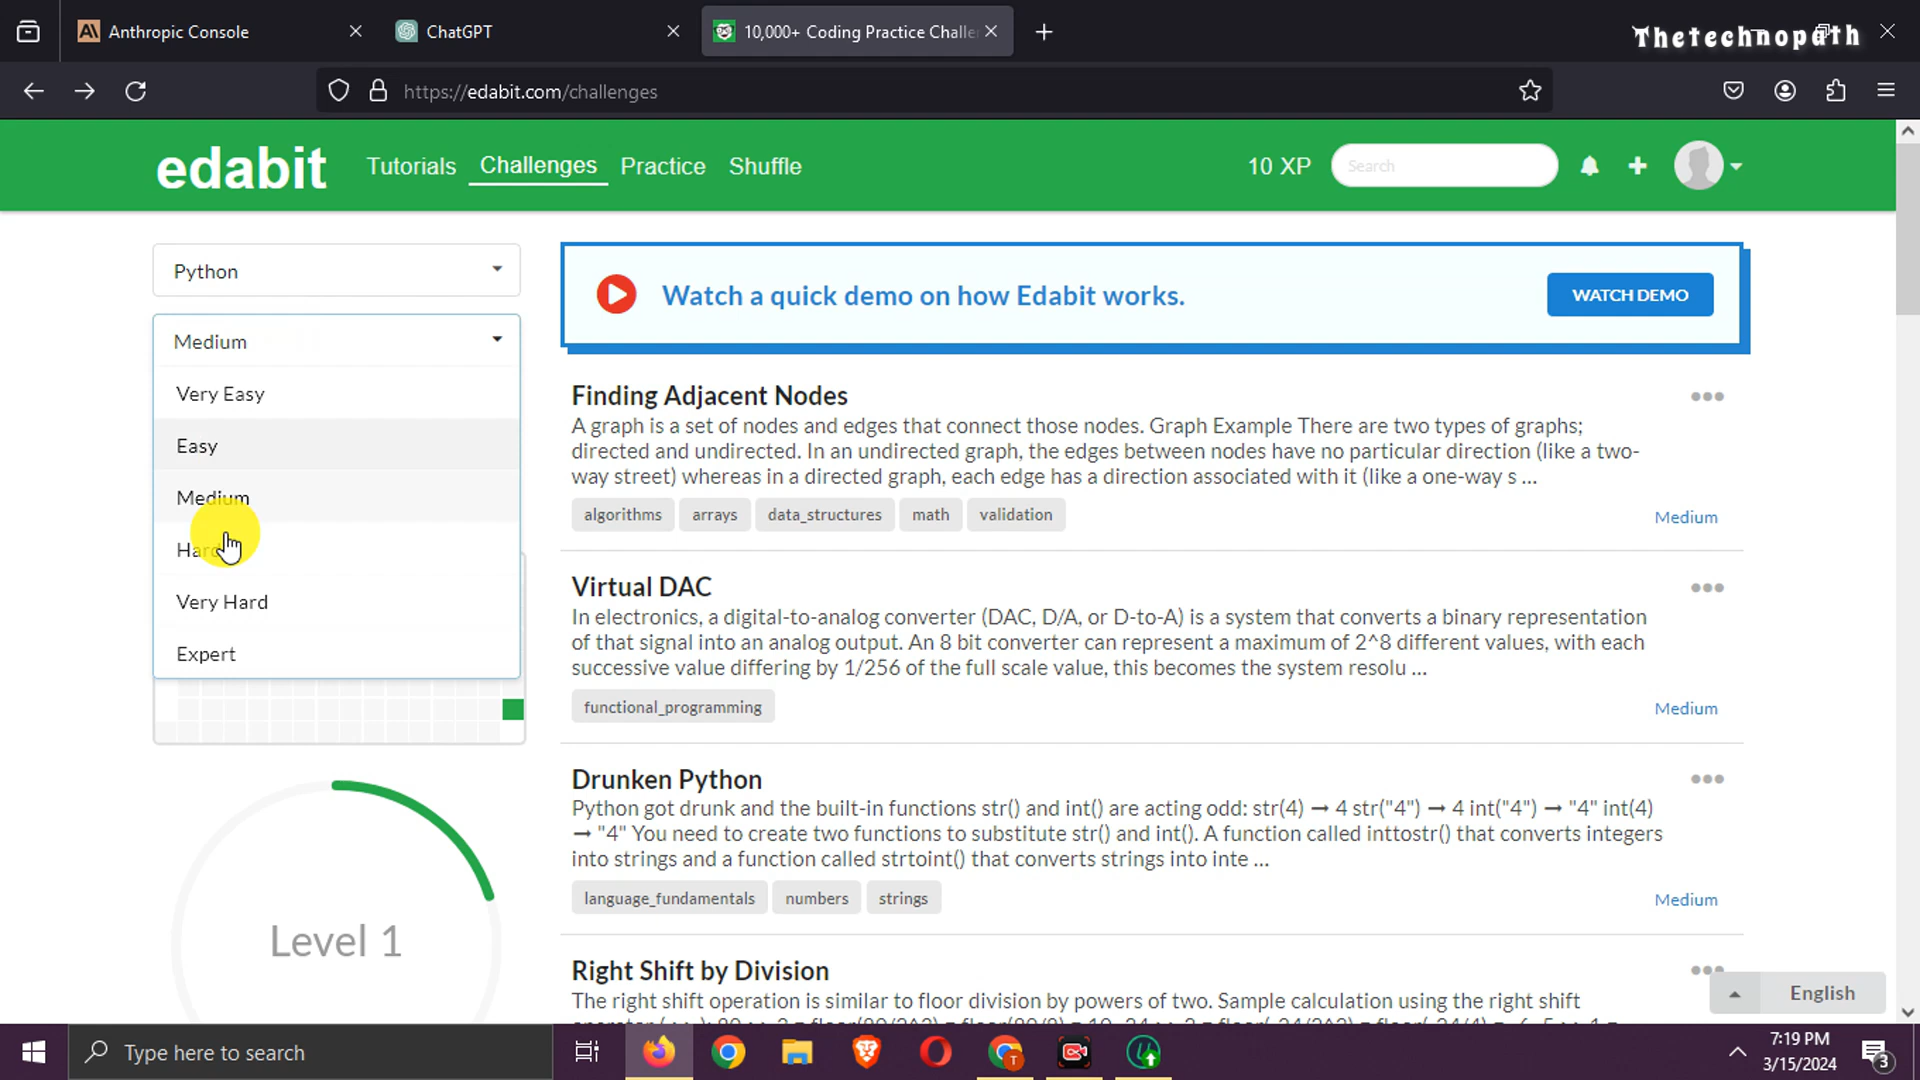 Anthropic Console
ChatGPT
10,000+ Coding Practice Challe
Thetechnopath
https://edabit.com/challenges
edabit
Tutorials
Challenges
Practice
Shuffle
10 XP
Search
Python
Medium
Very Easy
Easy
Medium
Hard
Very Hard
Expert
Level 1
Watch a quick demo on how Edabit works.
WATCH DEMO
Finding Adjacent Nodes
A graph is a set of nodes and edges that connect those nodes. Graph Example There are two types of graphs;
directed and undirected. In an undirected graph, the edges between nodes have no particular direction (like a two-
way street) whereas in a directed graph, each edge has a direction associated with it (like a one-way s ...
algorithms arrays data_structures math validation
Medium
Virtual DAC
In electronics, a digital-to-analog converter (DAC, D/A, or D-to-A) is a system that converts a binary representation
of that signal into an analog output. An 8 bit converter can represent a maximum of 2^8 different values, with each
successive value differing by 1/256 of the full scale value, this becomes the system resolu ...
functional_programming
Medium
Drunken Python
Python got drunk and the built-in functions str() and int() are acting odd: str(4) ➞ 4 str("4") ➞ 4 int("4") ➞ "4" int(4)
➞ "4" You need to create two functions to substitute str() and int(). A function called inttostr() that converts integers
into strings and a function called strtoint() that converts strings into inte ...
language_fundamentals numbers strings
Medium
Right Shift by Division
The right shift operation is similar to floor division by powers of two. Sample calculation using the right shift
English
Type here to search
7:19 PM
3/15/2024
3